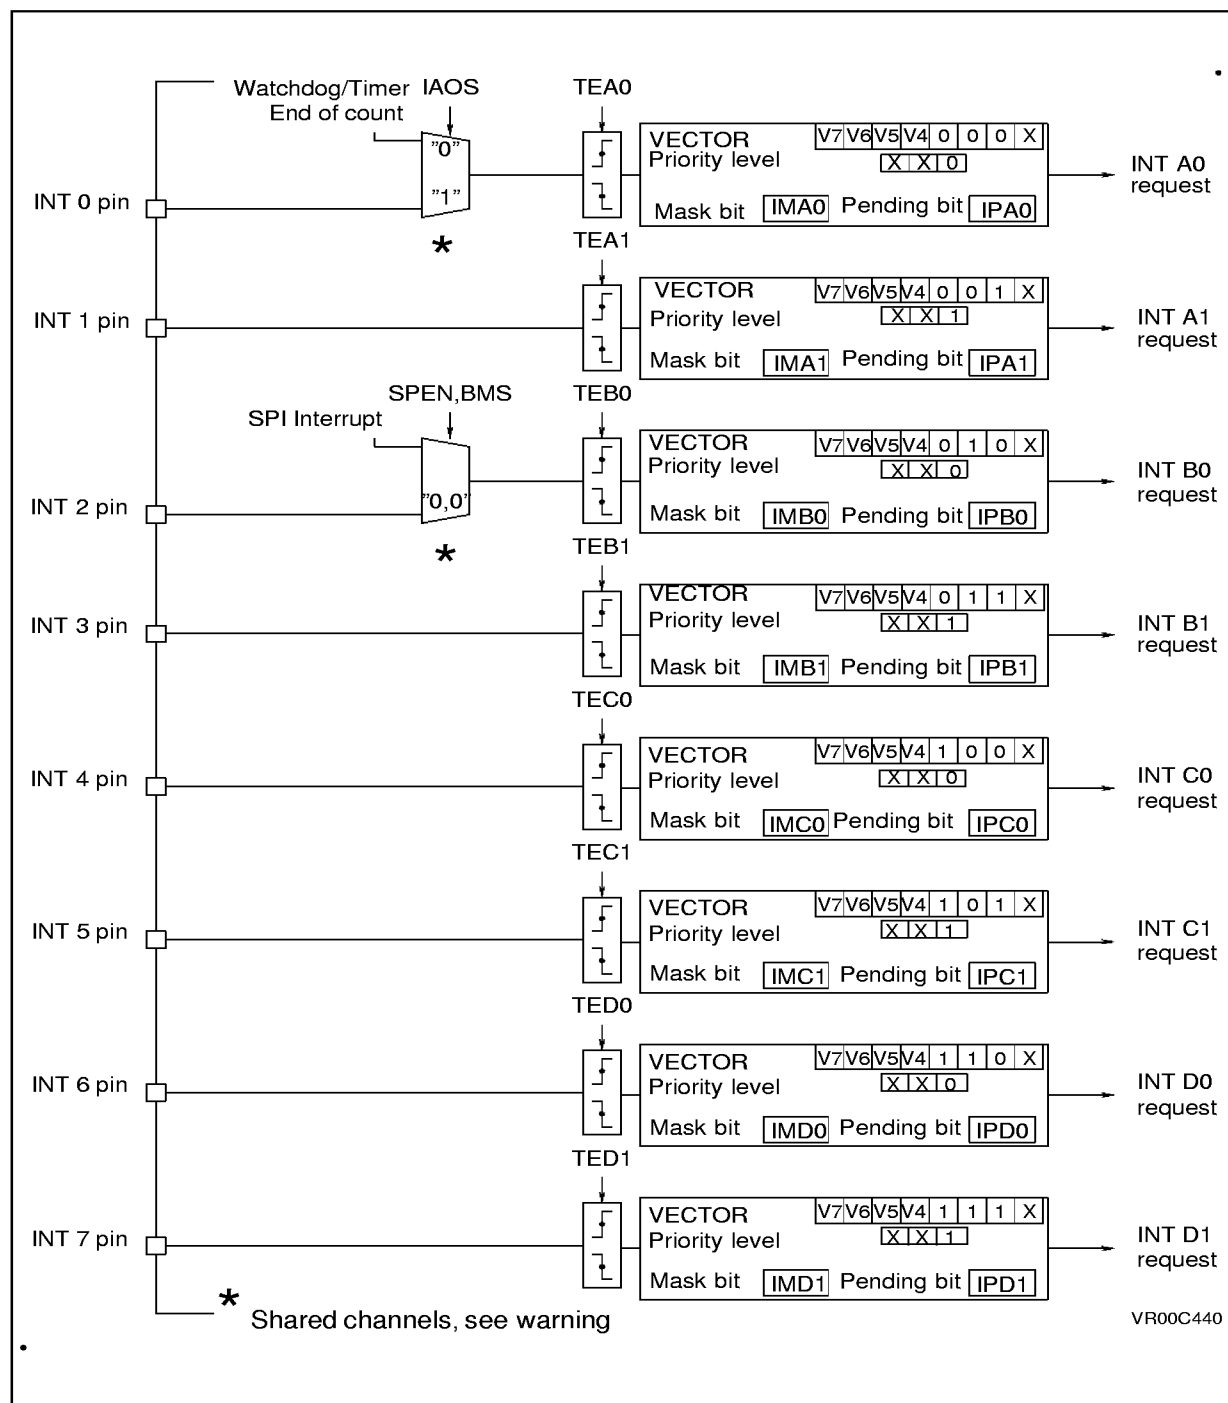 Watchdog/Timer IAOS
End of count
TEA0
"0"
"1"
INT 0 pin
*
VECTOR V7 V6 V5 V4 0 0 0 X
Priority level X X 0
Mask bit IMA0 Pending bit IPA0
INT A0
request
TEA1
INT 1 pin
VECTOR V7 V6 V5 V4 0 0 1 X
Priority level X X 1
Mask bit IMA1 Pending bit IPA1
INT A1
request
SPEN,BMS
SPI Interrupt
TEB0
"0,0"
INT 2 pin
*
VECTOR V7 V6 V5 V4 0 1 0 X
Priority level X X 0
Mask bit IMB0 Pending bit IPB0
INT B0
request
TEB1
INT 3 pin
VECTOR V7 V6 V5 V4 0 1 1 X
Priority level X X 1
Mask bit IMB1 Pending bit IPB1
INT B1
request
TEC0
INT 4 pin
VECTOR V7 V6 V5 V4 1 0 0 X
Priority level X X 0
Mask bit IMC0 Pending bit IPC0
INT C0
request
TEC1
INT 5 pin
VECTOR V7 V6 V5 V4 1 0 1 X
Priority level X X 1
Mask bit IMC1 Pending bit IPC1
INT C1
request
TED0
INT 6 pin
VECTOR V7 V6 V5 V4 1 1 0 X
Priority level X X 0
Mask bit IMD0 Pending bit IPD0
INT D0
request
TED1
INT 7 pin
VECTOR V7 V6 V5 V4 1 1 1 X
Priority level X X 1
Mask bit IMD1 Pending bit IPD1
INT D1
request
* Shared channels, see warning
VR00C440